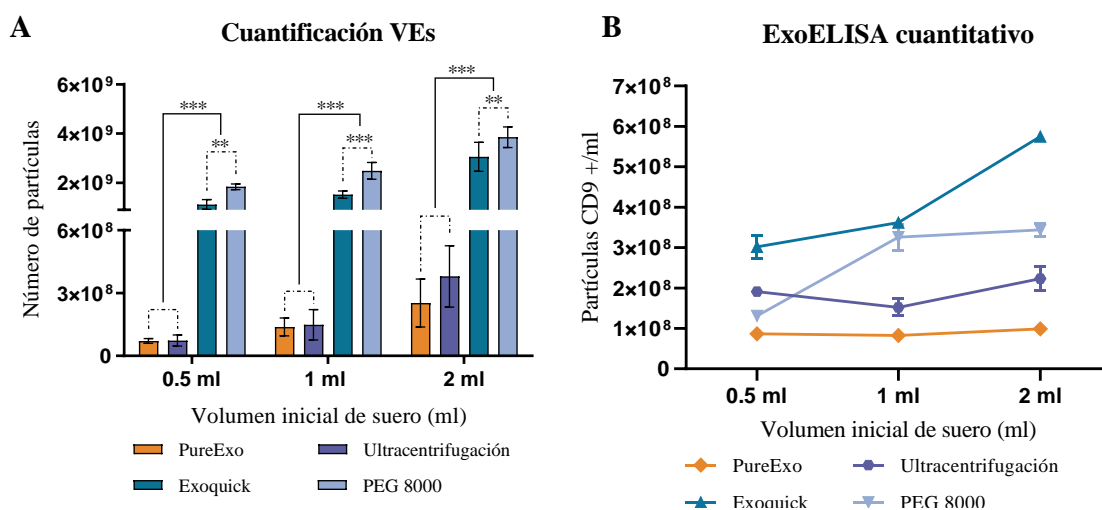 A
Cuantificación VEs
Número de partículas
6×10⁹
4×10⁹
2×10⁹
6×10⁸
3×10⁸
0
***
**
***
***
***
**
0.5 ml
1 ml
2 ml
Volumen inicial de suero (ml)
PureExo
Ultracentrifugación
Exoquick
PEG 8000
B
ExoELISA cuantitativo
Partículas CD9 +/ml
7×10⁸
6×10⁸
5×10⁸
4×10⁸
3×10⁸
2×10⁸
1×10⁸
0
0.5 ml
1 ml
2 ml
Volumen inicial de suero (ml)
PureExo
Ultracentrifugación
Exoquick
PEG 8000